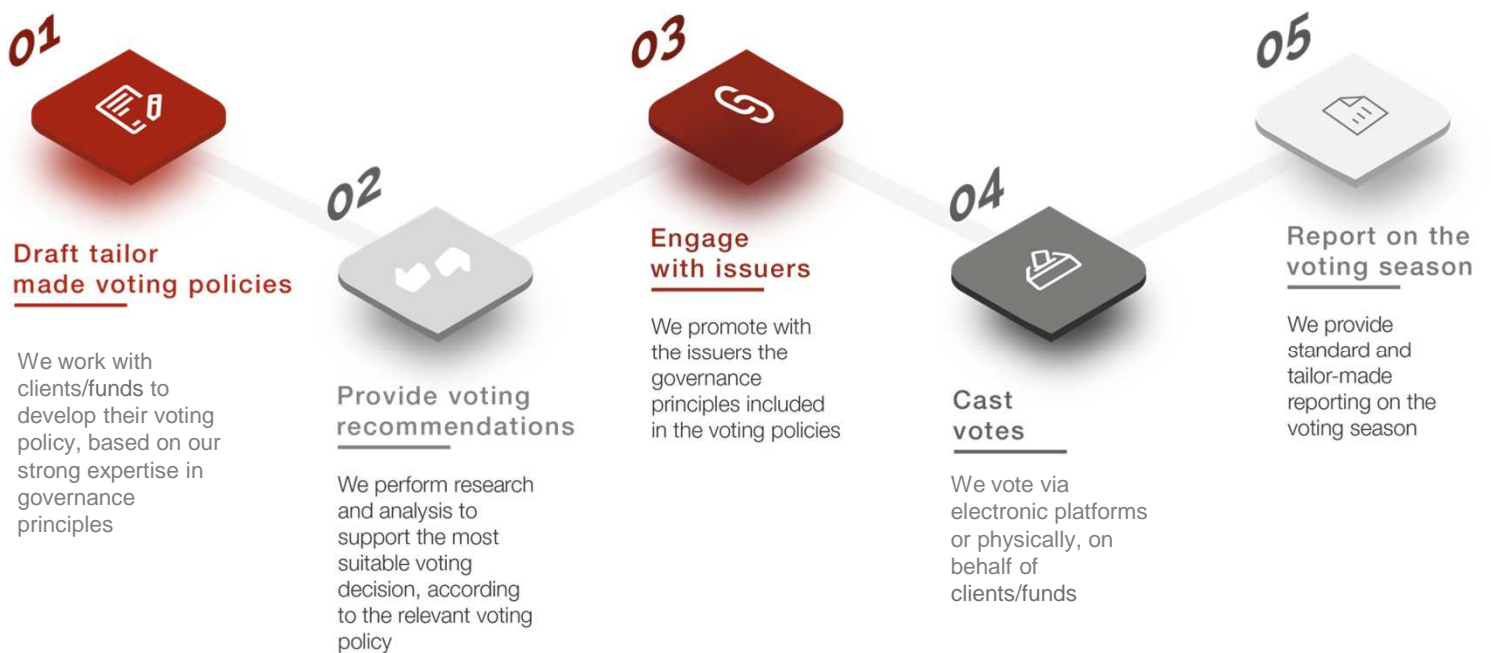 01
Draft tailor
made voting policies
We work with
clients/funds to
develop their voting
policy, based on our
strong expertise in
governance
principles
02
Provide voting
recommendations
We perform research
and analysis to
support the most
suitable voting
decision, according
to the relevant voting
policy
03
Engage
with issuers
We promote with
the issuers the
governance
principles included
in the voting policies
04
Cast
votes
We vote via
electronic platforms
or physically, on
behalf of
clients/funds
05
Report on the
voting season
We provide
standard and
tailor-made
reporting on the
voting season